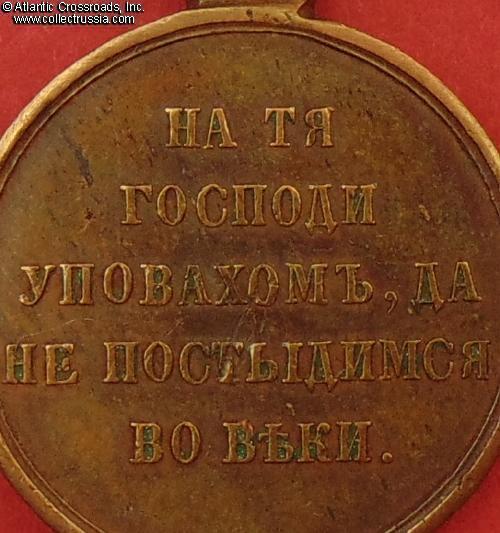 © Atlantic Crossroads, Inc.
www.collectrussia.com
НА ТЯ
ГОСПОДИ
УПОВАХОМЪ, ДА
НЕ ПОСТЫДИМСЯ
ВО ВѢКИ.